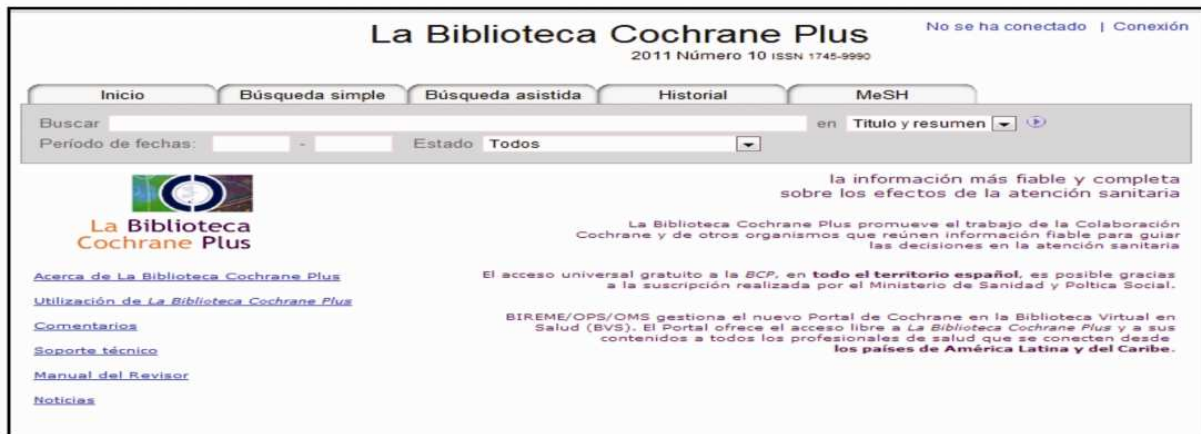 La Biblioteca Cochrane Plus
No se ha conectado | Conexión
2011 Número 10 ISSN 1745-9990
Inicio Búsqueda simple Búsqueda asistida Historial MeSH
Buscar en Titulo y resumen
Período de fechas: - Estado Todos
La Biblioteca
Cochrane Plus
la información más fiable y completa
sobre los efectos de la atención sanitaria
La Biblioteca Cochrane Plus promueve el trabajo de la Colaboración
Cochrane y de otros organismos que reúnen información fiable para guiar
las decisiones en la atención sanitaria
El acceso universal gratuito a la BCP, en todo el territorio español, es posible gracias
a la suscripción realizada por el Ministerio de Sanidad y Poltica Social.
BIREME/OPS/OMS gestiona el nuevo Portal de Cochrane en la Biblioteca Virtual en
Salud (BVS). El Portal ofrece el acceso libre a La Biblioteca Cochrane Plus y a sus
contenidos a todos los profesionales de salud que se conecten desde
los países de América Latina y del Caribe.
Acerca de La Biblioteca Cochrane Plus
Utilización de La Biblioteca Cochrane Plus
Comentarios
Soporte técnico
Manual del Revisor
Noticias